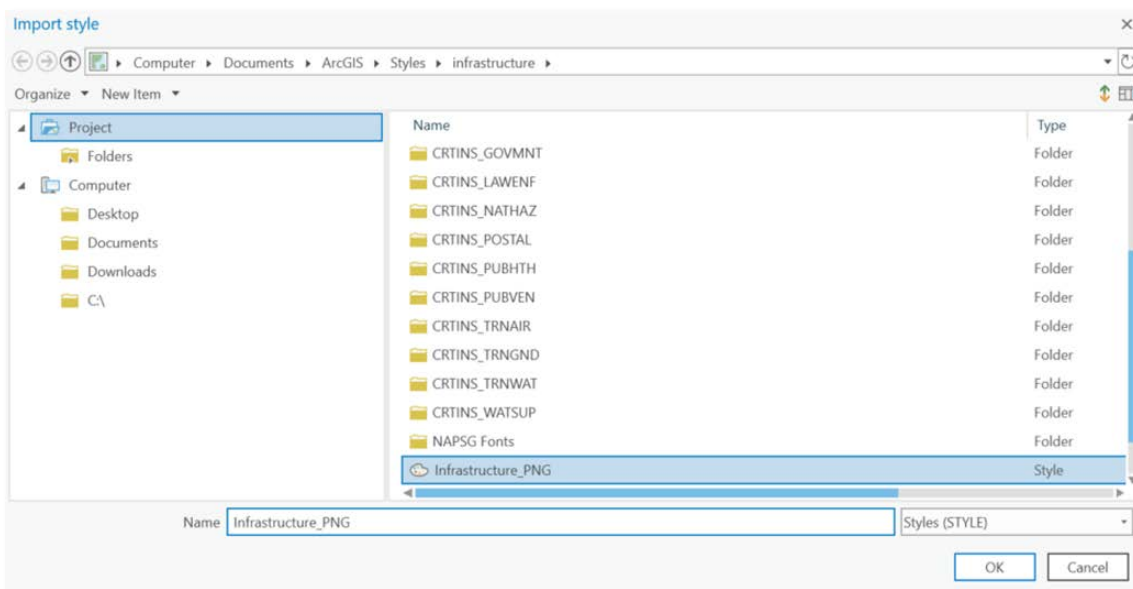 Import style
Computer Documents ArcGIS Styles infrastructure
Organize New Item
Project
Folders
Computer
Desktop
Documents
Downloads
C:\
Name Type
CRTINS_GOVMNT Folder
CRTINS_LAWENF Folder
CRTINS_NATHAZ Folder
CRTINS_POSTAL Folder
CRTINS_PUBHTH Folder
CRTINS_PUBVEN Folder
CRTINS_TRNAIR Folder
CRTINS_TRNGND Folder
CRTINS_TRNWAT Folder
CRTINS_WATSUP Folder
NAPSG Fonts Folder
Infrastructure_PNG Style
Name Infrastructure_PNG Styles (STYLE)
OK Cancel